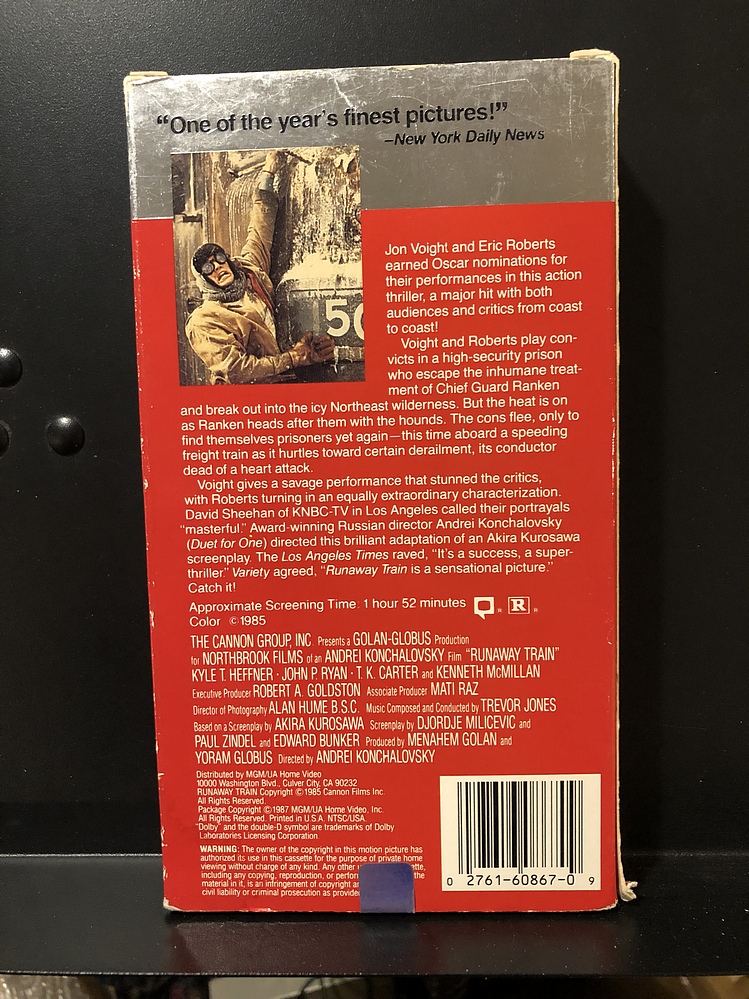 “One of the year’s finest pictures!”
–New York Daily News
50
Jon Voight and Eric Roberts
earned Oscar nominations for
their performances in this action
thriller, a major hit with both
audiences and critics from coast
to coast!
Voight and Roberts play con-
victs in a high-security prison
who escape the inhumane treat-
ment of Chief Guard Ranken
and break out into the icy Northeast wilderness. But the heat is on
as Ranken heads after them with the hounds. The cons flee, only to
find themselves prisoners yet again—this time aboard a speeding
freight train as it hurtles toward certain derailment, its conductor
dead of a heart attack.
Voight gives a savage performance that stunned the critics,
with Roberts turning in an equally extraordinary characterization.
David Sheehan of KNBC-TV in Los Angeles called their portrayals
“masterful.” Award-winning Russian director Andrei Konchalovsky
(Duet for One) directed this brilliant adaptation of an Akira Kurosawa
screenplay. The Los Angeles Times raved, “It’s a success, a super-
thriller.” Variety agreed, “Runaway Train is a sensational picture.”
Catch it!
Approximate Screening Time: 1 hour 52 minutes R
Color ©1985
THE CANNON GROUP, INC. Presents a GOLAN-GLOBUS Production
for NORTHBROOK FILMS of an ANDREI KONCHALOVSKY Film “RUNAWAY TRAIN”
KYLE T. HEFFNER · JOHN P. RYAN · T. K. CARTER and KENNETH McMILLAN
Executive Producer ROBERT A. GOLDSTON Associate Producer MATI RAZ
Director of Photography ALAN HUME B.S.C. Music Composed and Conducted by TREVOR JONES
Based on a Screenplay by AKIRA KUROSAWA Screenplay by DJORDJE MILICEVIC and
PAUL ZINDEL and EDWARD BUNKER Produced by MENAHEM GOLAN and
YORAM GLOBUS Directed by ANDREI KONCHALOVSKY
Distributed by MGM/UA Home Video
10000 Washington Blvd., Culver City, CA 90232
RUNAWAY TRAIN Copyright ©1985 Cannon Films Inc.
All Rights Reserved.
Package Copyright ©1987 MGM/UA Home Video, Inc.
All Rights Reserved. Printed in U.S.A. NTSC/USA.
“Dolby” and the double-D symbol are trademarks of Dolby
Laboratories Licensing Corporation.
WARNING: The owner of the copyright in this motion picture has
authorized its use in this cassette for the purpose of private home
viewing without charge of any kind. Any other
including any copying, reproduction, or the
material in it, is an infringement of copyright
civil liability or criminal prosecution as
0 2761-60867-0 9